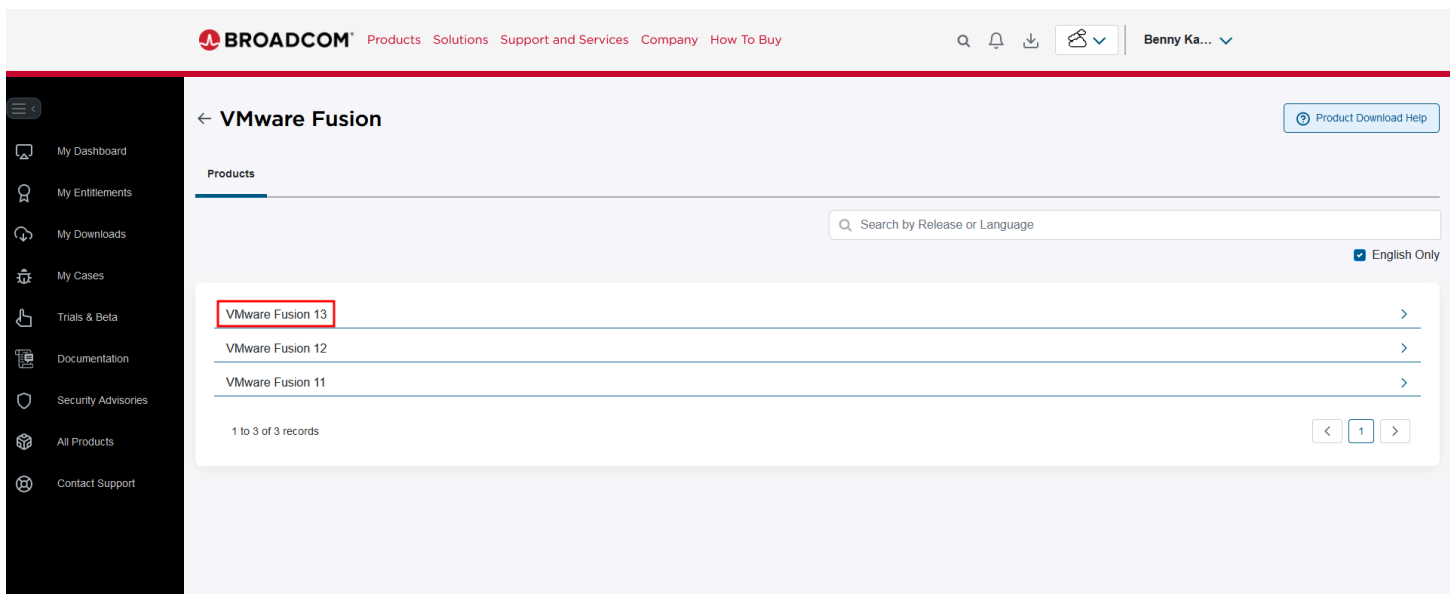 BROADCOM® Products Solutions Support and Services Company How To Buy Benny Ka...
← VMware Fusion
Product Download Help
My Dashboard
My Entitlements
My Downloads
My Cases
Trials & Beta
Documentation
Security Advisories
All Products
Contact Support
Products
Search by Release or Language
English Only
VMware Fusion 13
VMware Fusion 12
VMware Fusion 11
1 to 3 of 3 records
1